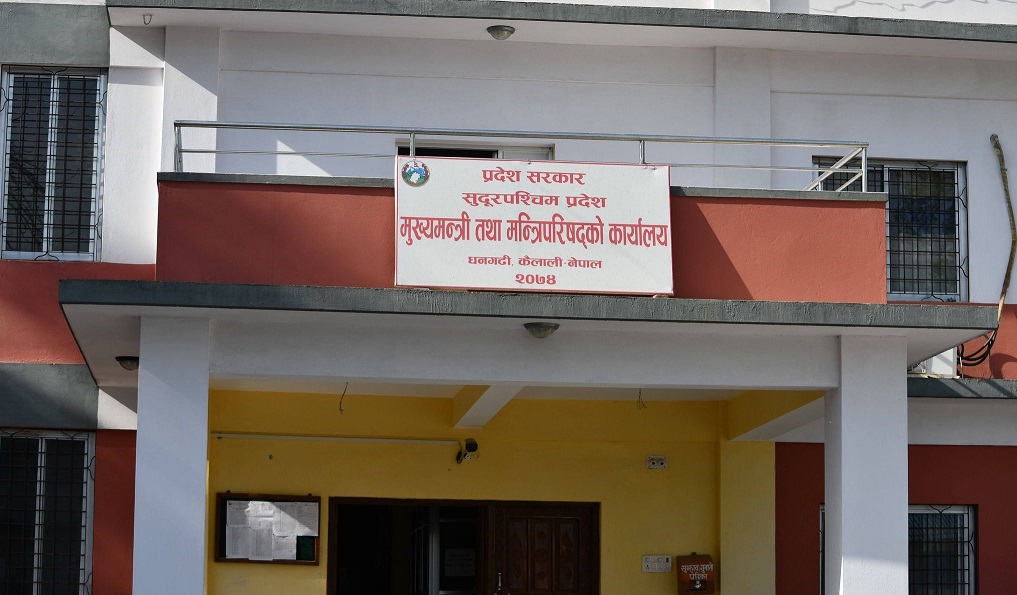 प्रदेश सरकार
सुदूरपश्चिम प्रदेश
मुख्यमन्त्री तथा मन्त्रिपरिषद्को कार्यालय
धनगढी, कैलाली-नेपाल
२०७४